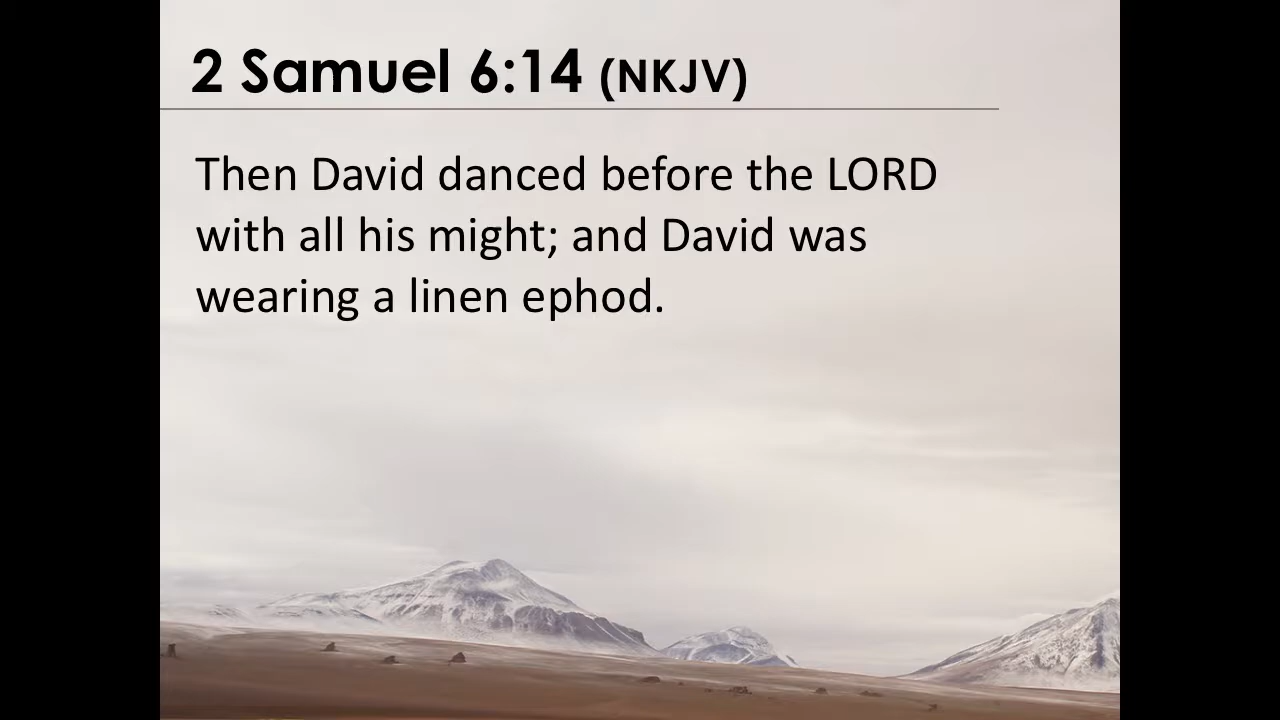 2 Samuel 6:14 (NKJV)
Then David danced before the LORD
with all his might; and David was
wearing a linen ephod.